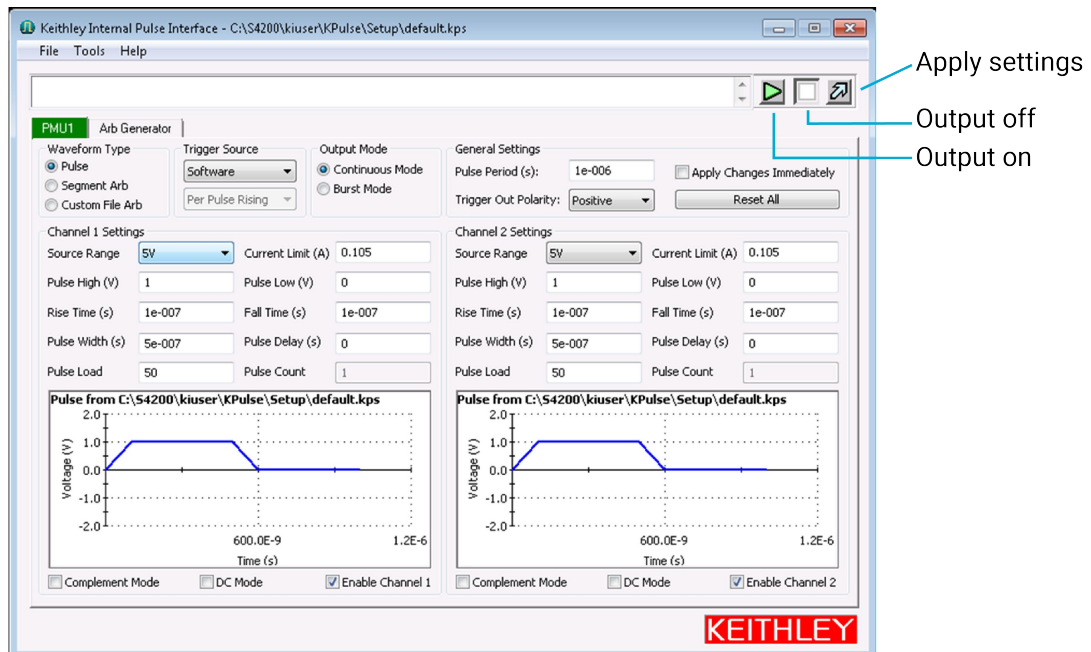 Keithley Internal Pulse Interface - C:\S4200\kiuser\KPulse\Setup\default.kps
File Tools Help
Apply settings
Output off
Output on
PMU1 Arb Generator
Waveform Type
Pulse
Segment Arb
Custom File Arb
Trigger Source
Software
Per Pulse Rising
Output Mode
Continuous Mode
Burst Mode
General Settings
Pulse Period (s): 1e-006 Apply Changes Immediately
Trigger Out Polarity: Positive Reset All
Channel 1 Settings
Source Range 5V Current Limit (A) 0.105
Pulse High (V) 1 Pulse Low (V) 0
Rise Time (s) 1e-007 Fall Time (s) 1e-007
Pulse Width (s) 5e-007 Pulse Delay (s) 0
Pulse Load 50 Pulse Count 1
Pulse from C:\S4200\kiuser\KPulse\Setup\default.kps
2.0
1.0
0.0
-1.0
-2.0
Voltage (V)
600.0E-9 1.2E-6
Time (s)
Complement Mode DC Mode Enable Channel 1
Channel 2 Settings
Source Range 5V Current Limit (A) 0.105
Pulse High (V) 1 Pulse Low (V) 0
Rise Time (s) 1e-007 Fall Time (s) 1e-007
Pulse Width (s) 5e-007 Pulse Delay (s) 0
Pulse Load 50 Pulse Count 1
Pulse from C:\S4200\kiuser\KPulse\Setup\default.kps
2.0
1.0
0.0
-1.0
-2.0
Voltage (V)
600.0E-9 1.2E-6
Time (s)
Complement Mode DC Mode Enable Channel 2
KEITHLEY